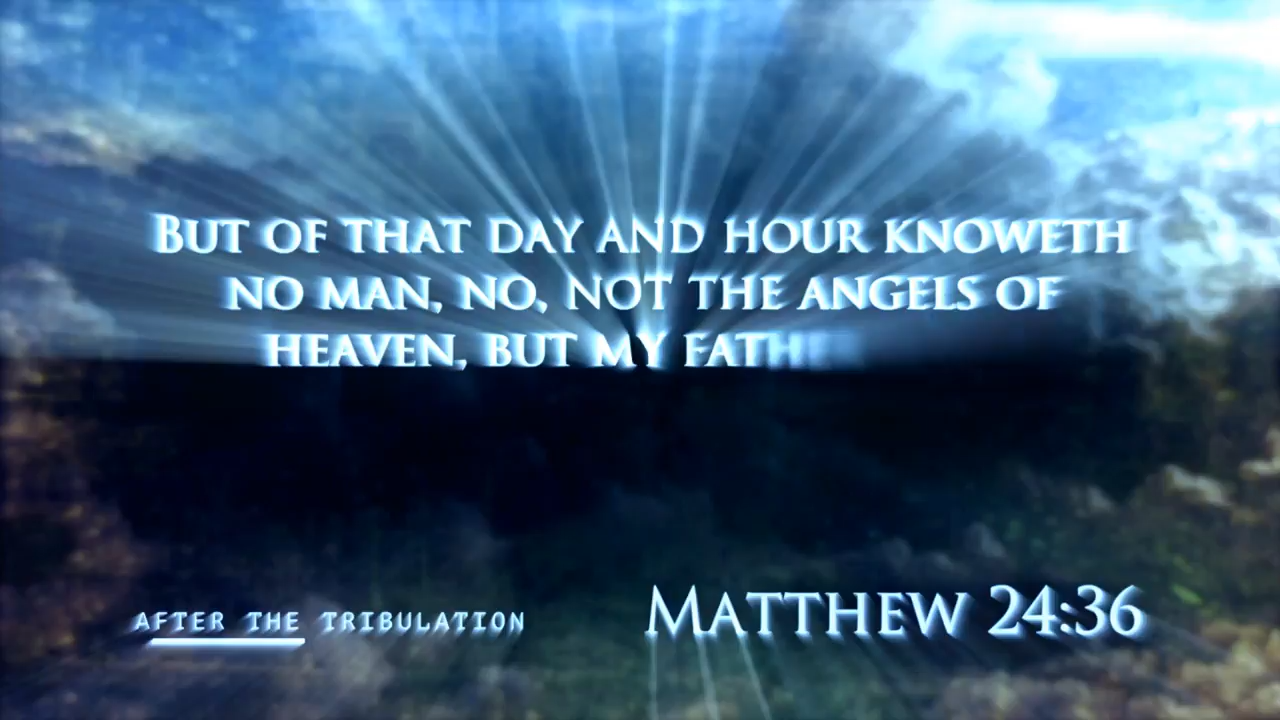 But of that day and hour knoweth
no man, no, not the angels of
heaven, but my fath
After the Tribulation
Matthew 24:36